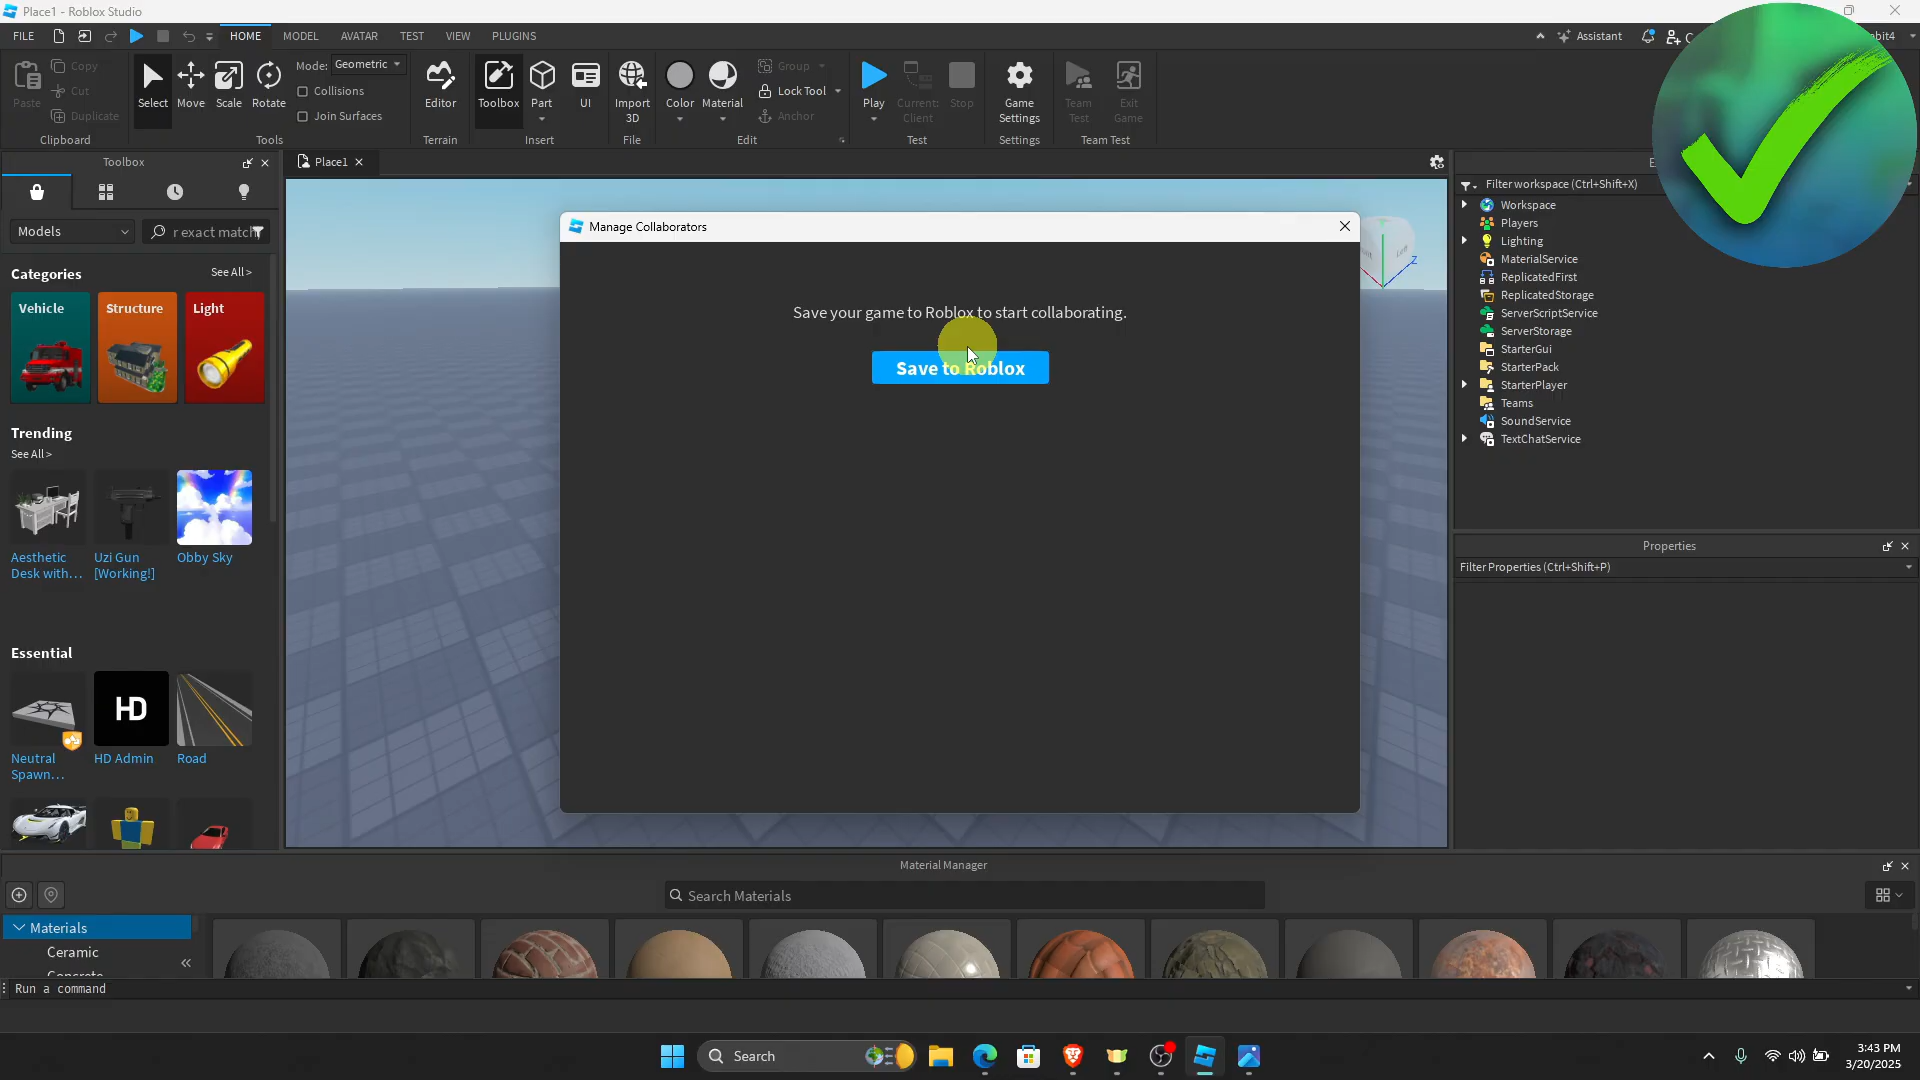 Place1 - Roblox Studio
FILE
HOME
MODEL
AVATAR
TEST
VIEW
PLUGINS
Assistant
Paste
Copy
Cut
Duplicate
Clipboard
Select
Move
Scale
Rotate
Mode: Geometric
Collisions
Join Surfaces
Tools
Editor
Terrain
Toolbox
Part
UI
Insert
Import
3D
File
Color
Material
Group
Lock Tool
Anchor
Edit
Play
Current:
Client
Stop
Test
Game
Settings
Settings
Team
Test
Exit
Game
Team Test
Toolbox
Models
r exact match
Categories
See All >
Vehicle
Structure
Light
Trending
See All >
Aesthetic
Desk with...
Uzi Gun
[Working!]
Obby Sky
Essential
HD
Neutral
Spawn...
HD Admin
Road
Place1
Manage Collaborators
Save your game to Roblox to start collaborating.
Save to Roblox
Z
Left
Filter workspace (Ctrl+Shift+X)
Workspace
Players
Lighting
MaterialService
ReplicatedFirst
ReplicatedStorage
ServerScriptService
ServerStorage
StarterGui
StarterPack
StarterPlayer
Teams
SoundService
TextChatService
Properties
Filter Properties (Ctrl+Shift+P)
Material Manager
Search Materials
Materials
Ceramic
Concrete
Run a command
Search
3:43 PM
3/20/2025